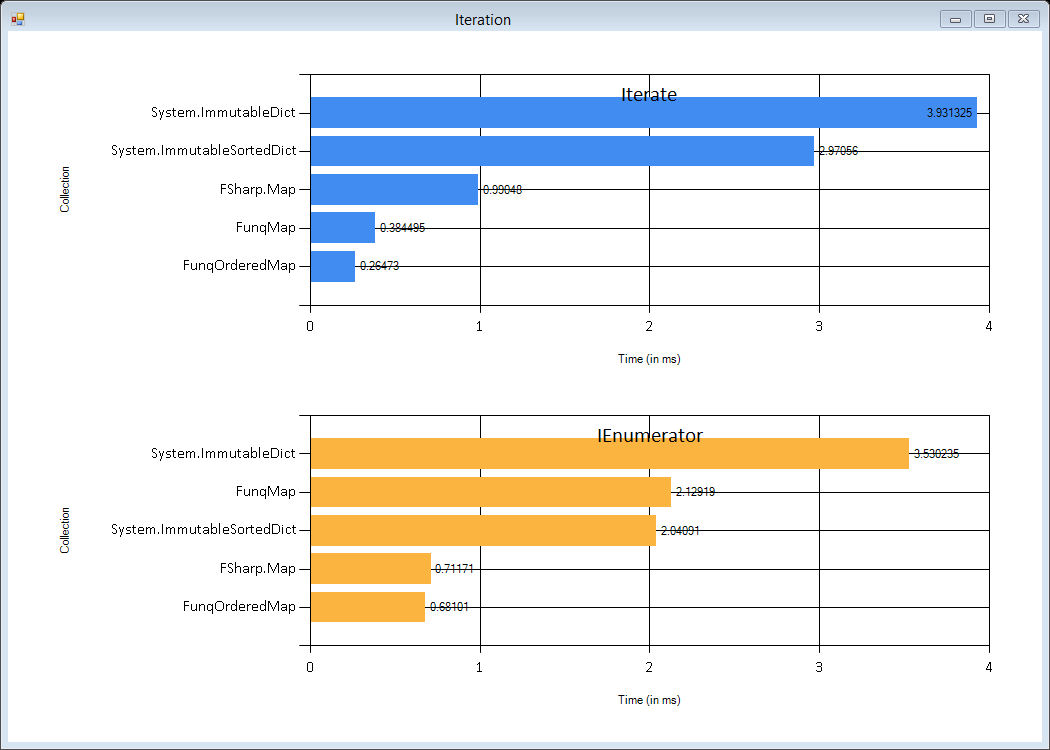 Iteration
Iterate
System.ImmutableDict 3.931325
System.ImmutableSortedDict 2.97056
FSharp.Map 0.99048
FunqMap 0.384495
FunqOrderedMap 0.26473
Collection
0 1 2 3 4
Time (in ms)
IEnumerator
System.ImmutableDict 3.530235
FunqMap 2.12919
System.ImmutableSortedDict 2.04091
FSharp.Map 0.71171
FunqOrderedMap 0.68101
Collection
0 1 2 3 4
Time (in ms)